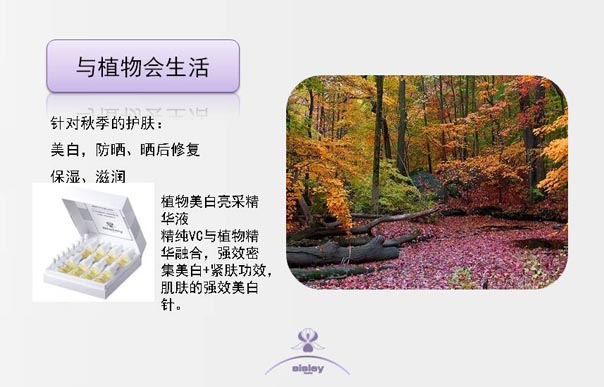 与植物会生活
针对秋季的护肤：
美白，防晒、晒后修复
保湿、滋润
植物美白亮采精
华液
精纯VC与植物精
华融合，强效密
集美白+紧肤功效，
肌肤的强效美白
针。
sisley